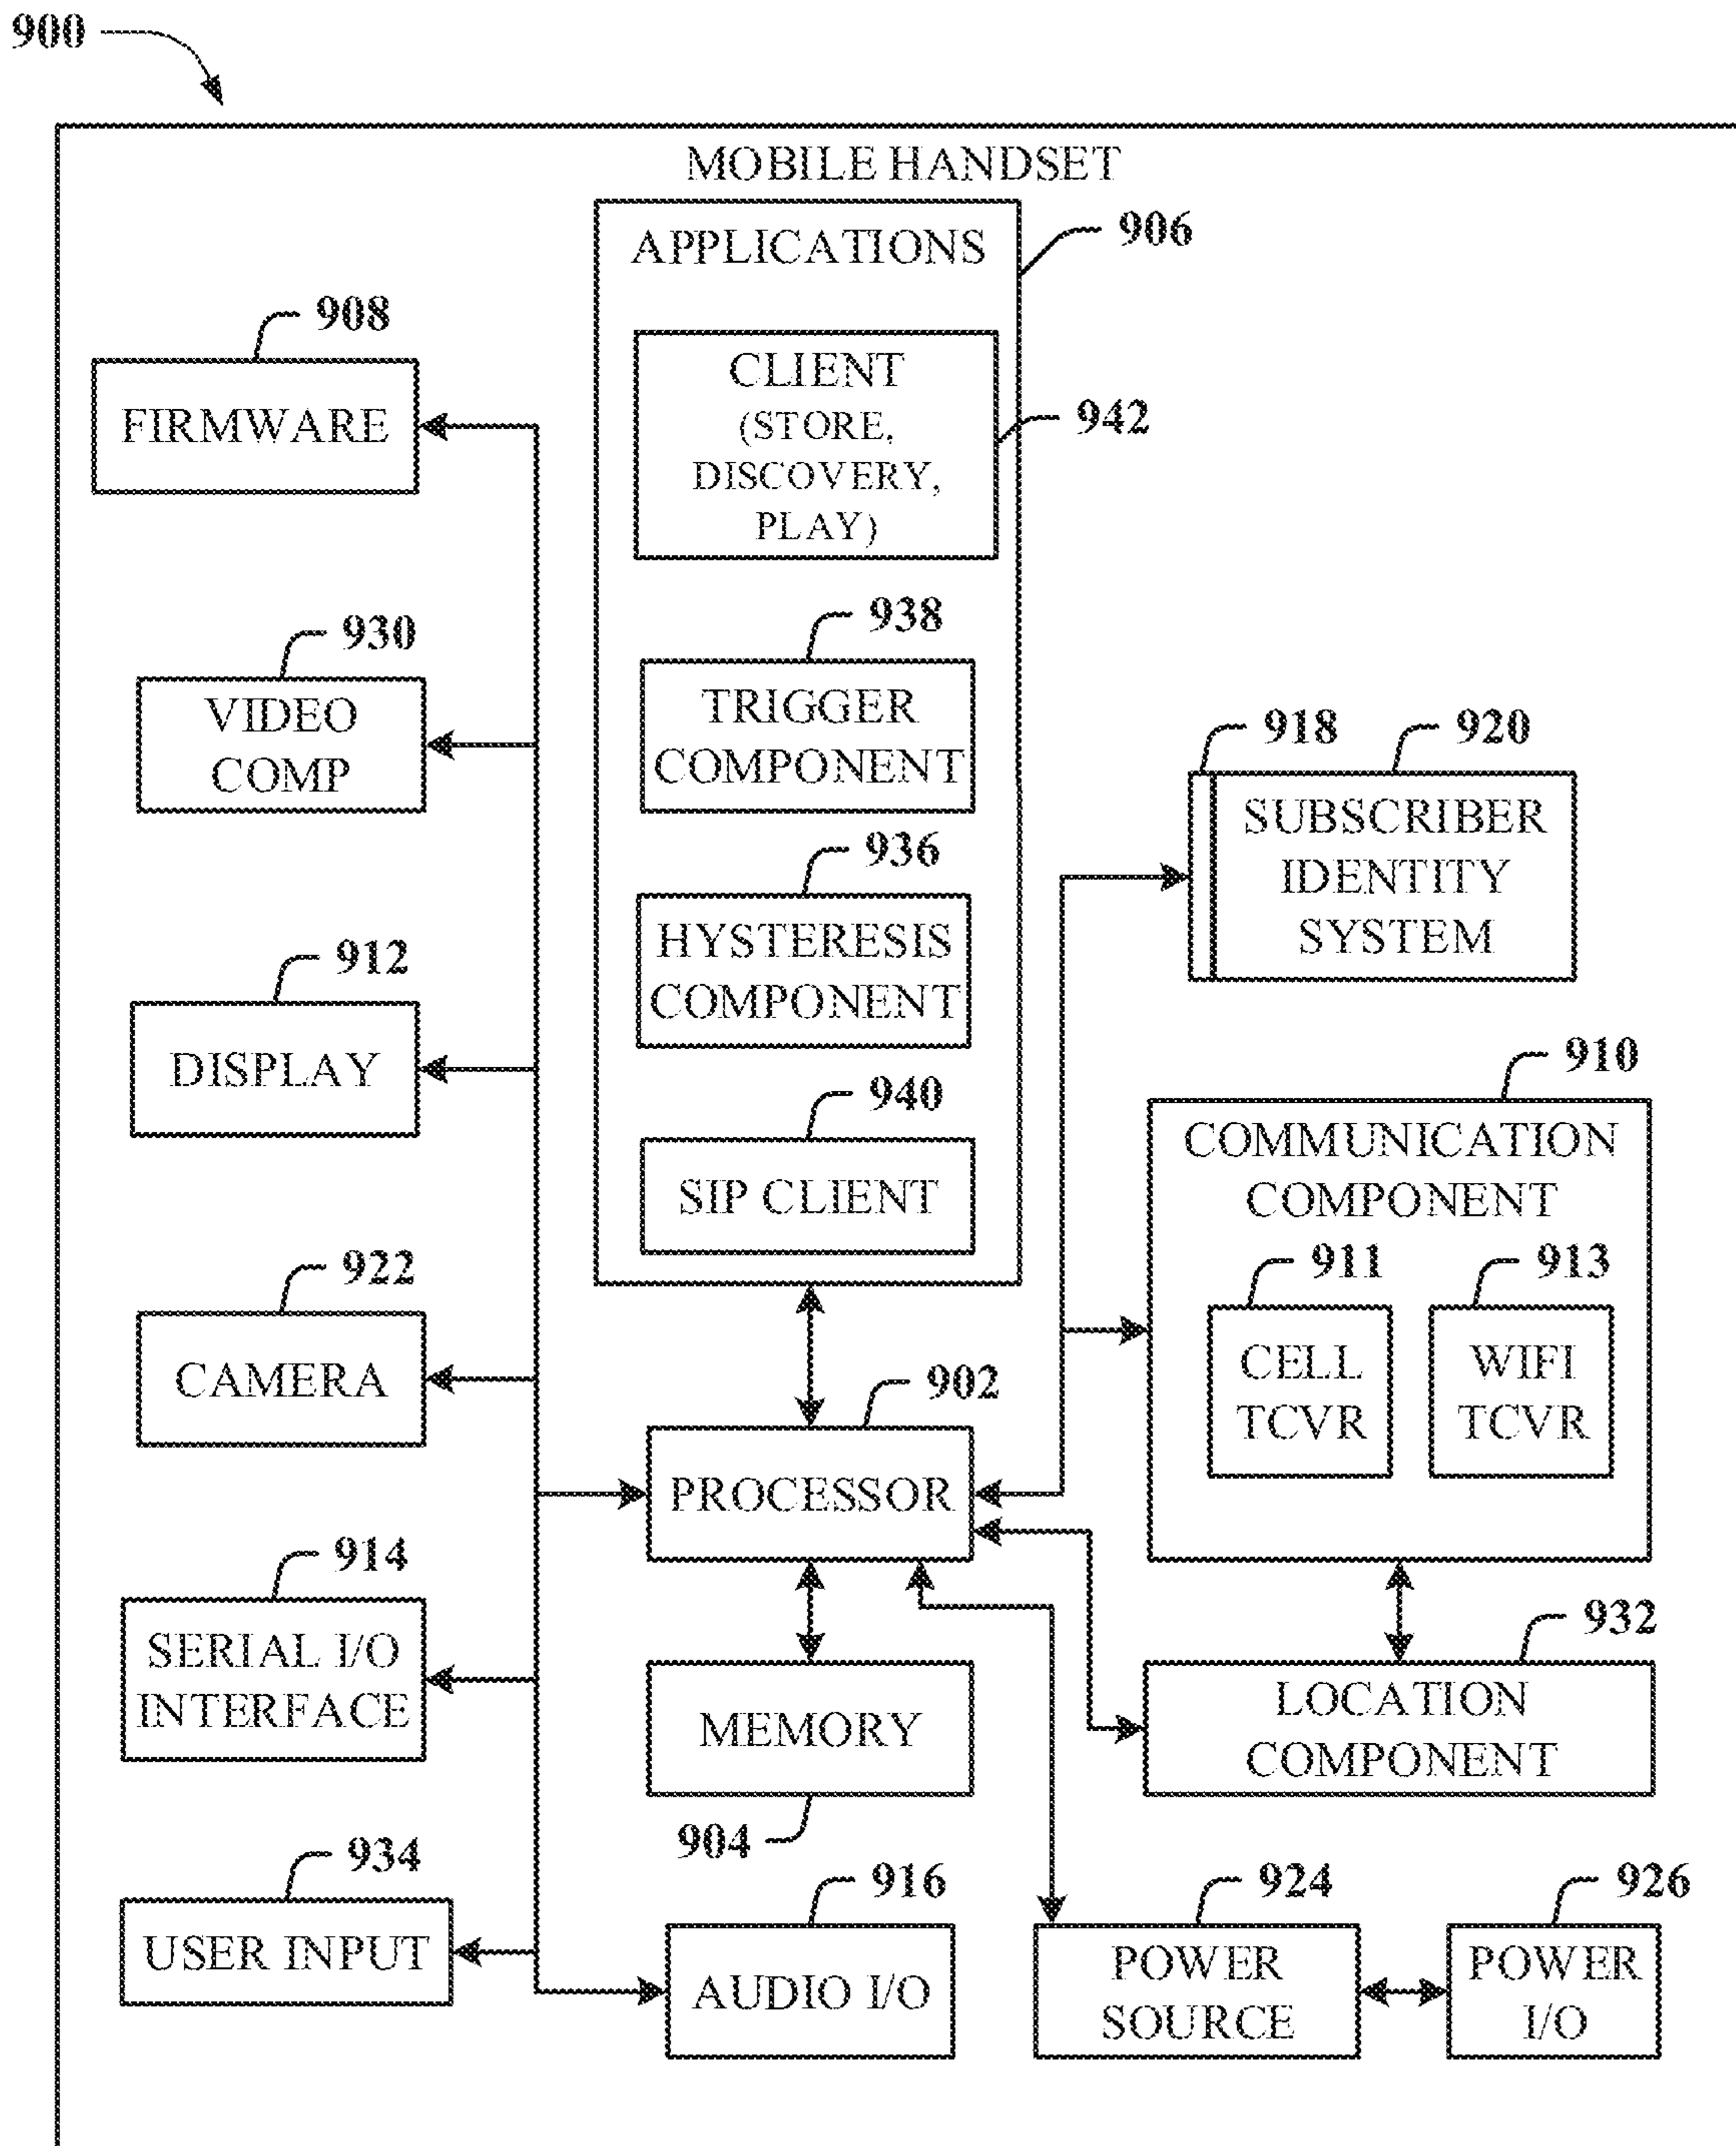 900
MOBILE HANDSET
APPLICATIONS
906
CLIENT
(STORE,
DISCOVERY,
PLAY)
942
938
TRIGGER
COMPONENT
936
HYSTERESIS
COMPONENT
940
SIP CLIENT
908
FIRMWARE
930
VIDEO
COMP
912
DISPLAY
922
CAMERA
914
SERIAL I/O
INTERFACE
934
USER INPUT
902
PROCESSOR
MEMORY
904
916
AUDIO I/O
918
920
SUBSCRIBER
IDENTITY
SYSTEM
910
COMMUNICATION
COMPONENT
911
CELL
TCVR
913
WIFI
TCVR
932
LOCATION
COMPONENT
924
POWER
SOURCE
926
POWER
I/O